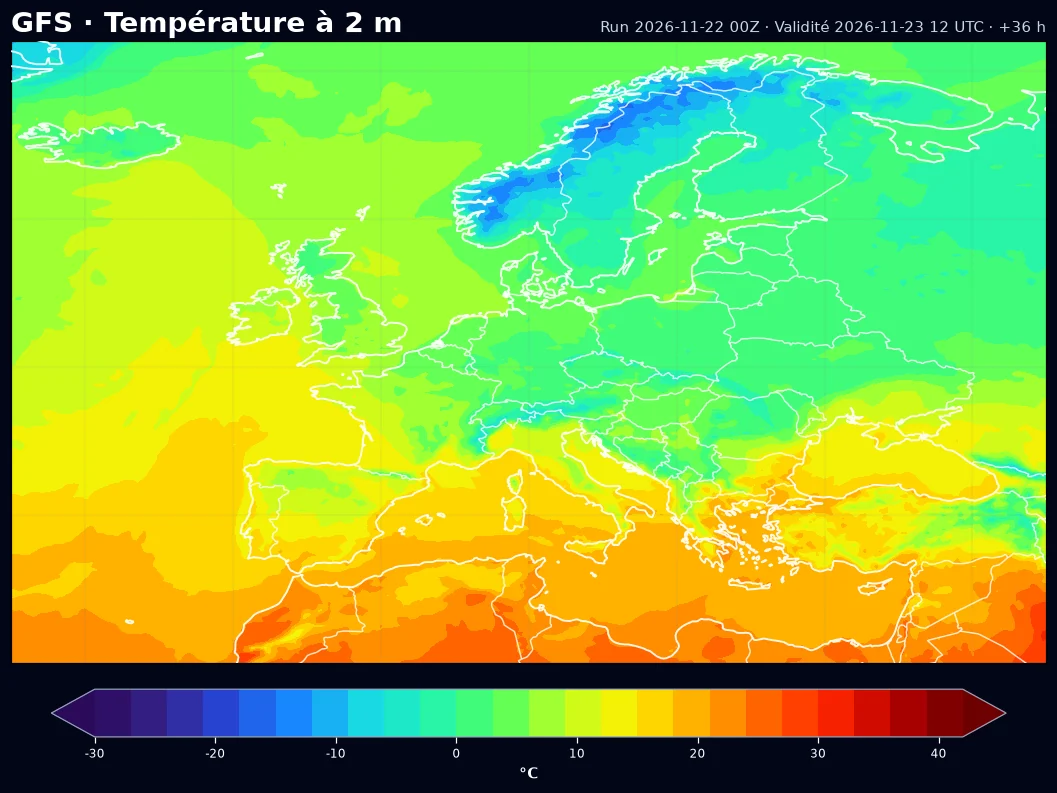 GFS · Température à 2 m
Run 2026-11-22 00Z · Validité 2026-11-23 12 UTC · +36 h
-30 -20 -10 0 10 20 30 40
°C